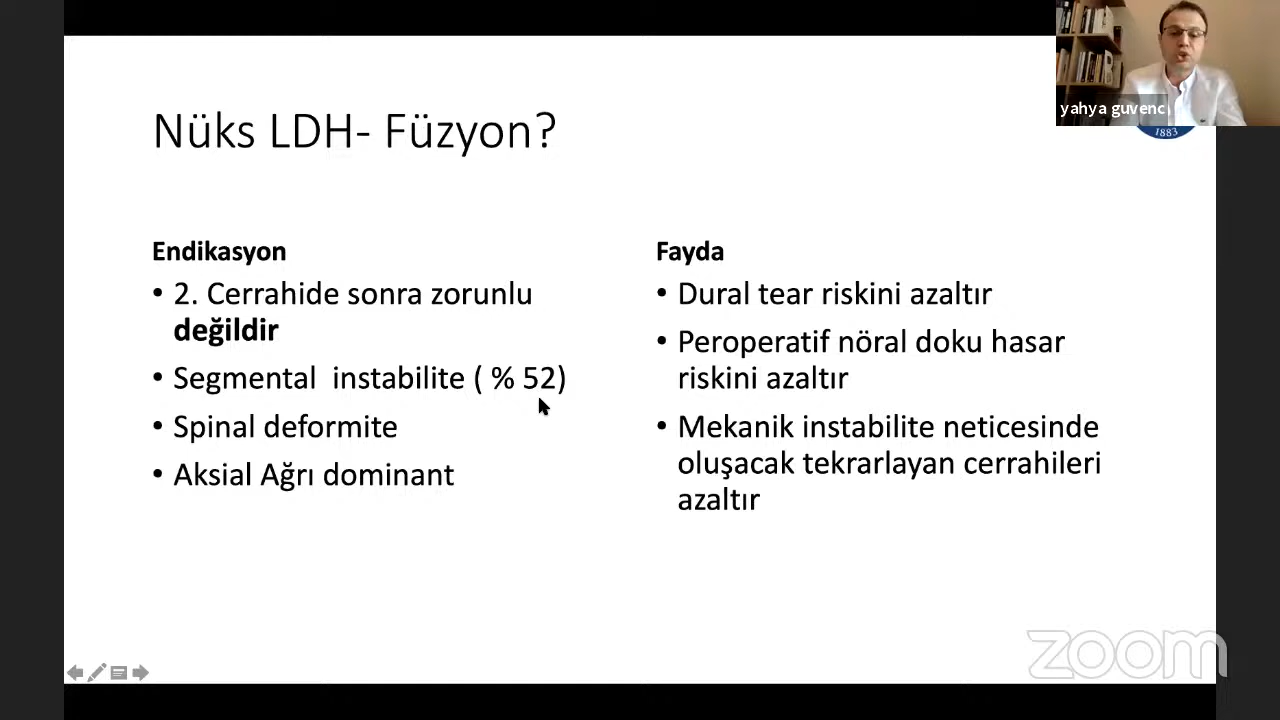 yahya guvenc
1883
Nüks LDH- Füzyon?
Endikasyon
• 2. Cerrahide sonra zorunlu
değildir
• Segmental instabilite ( % 52)
• Spinal deformite
• Aksial Ağrı dominant
Fayda
• Dural tear riskini azaltır
• Peroperatif nöral doku hasar
riskini azaltır
• Mekanik instabilite neticesinde
oluşacak tekrarlayan cerrahileri
azaltır
zoom